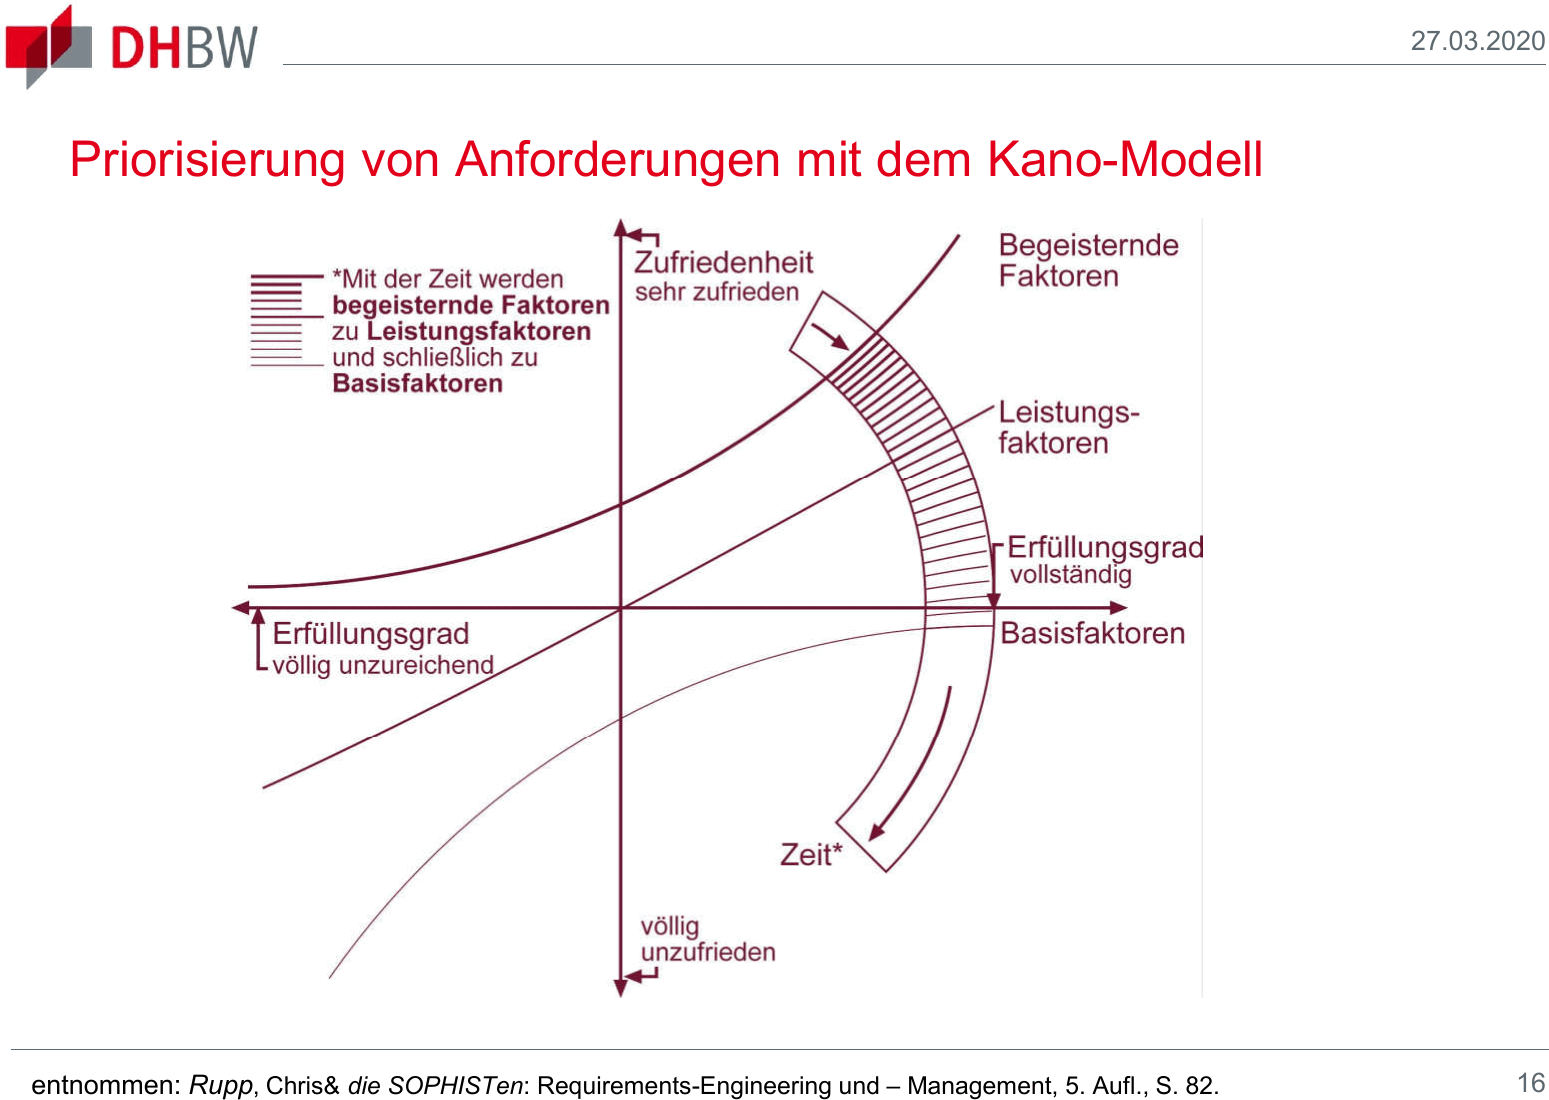 DHBW
27.03.2020
Priorisierung von Anforderungen mit dem Kano-Modell
*Mit der Zeit werden
begeisternde Faktoren
zu Leistungsfaktoren
und schließlich zu
Basisfaktoren
Zufriedenheit
sehr zufrieden
Begeisternde
Faktoren
Leistungs-
faktoren
Erfüllungsgrad
vollständig
Erfüllungsgrad
völlig unzureichend
Basisfaktoren
Zeit*
völlig
unzufrieden
entnommen: Rupp, Chris& die SOPHISTen: Requirements-Engineering und – Management, 5. Aufl., S. 82.
16